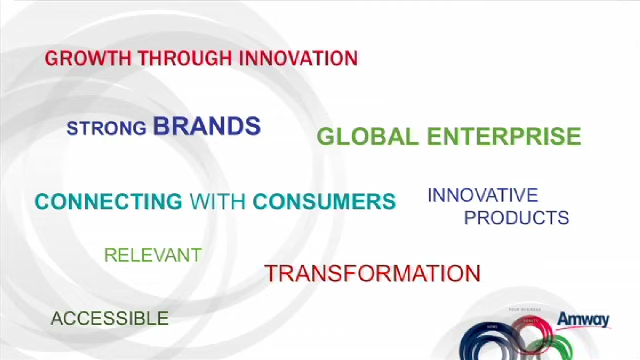 GROWTH THROUGH INNOVATION
STRONG BRANDS
GLOBAL ENTERPRISE
CONNECTING WITH CONSUMERS
INNOVATIVE
PRODUCTS
RELEVANT
TRANSFORMATION
ACCESSIBLE
Amway